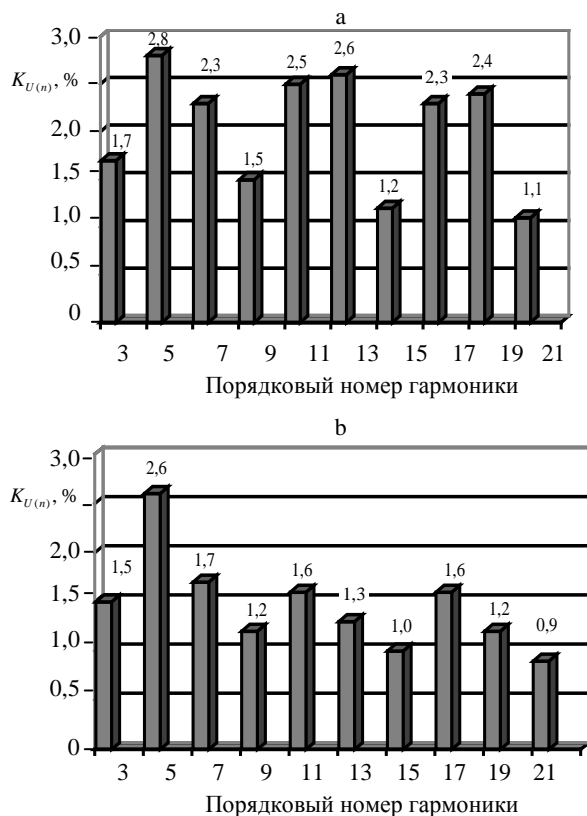 a
3,0
K_{U(n)}, %
2,0
1,5
1,0
0,5
0
1,7 2,8 2,3 1,5 2,5 2,6 1,2 2,3 2,4 1,1
3 5 7 9 11 13 15 17 19 21
Порядковый номер гармоники
b
3,0
K_{U(n)}, %
2,0
1,5
1,0
0,5
0
1,5 2,6 1,7 1,2 1,6 1,3 1,0 1,6 1,2 0,9
3 5 7 9 11 13 15 17 19 21
Порядковый номер гармоники